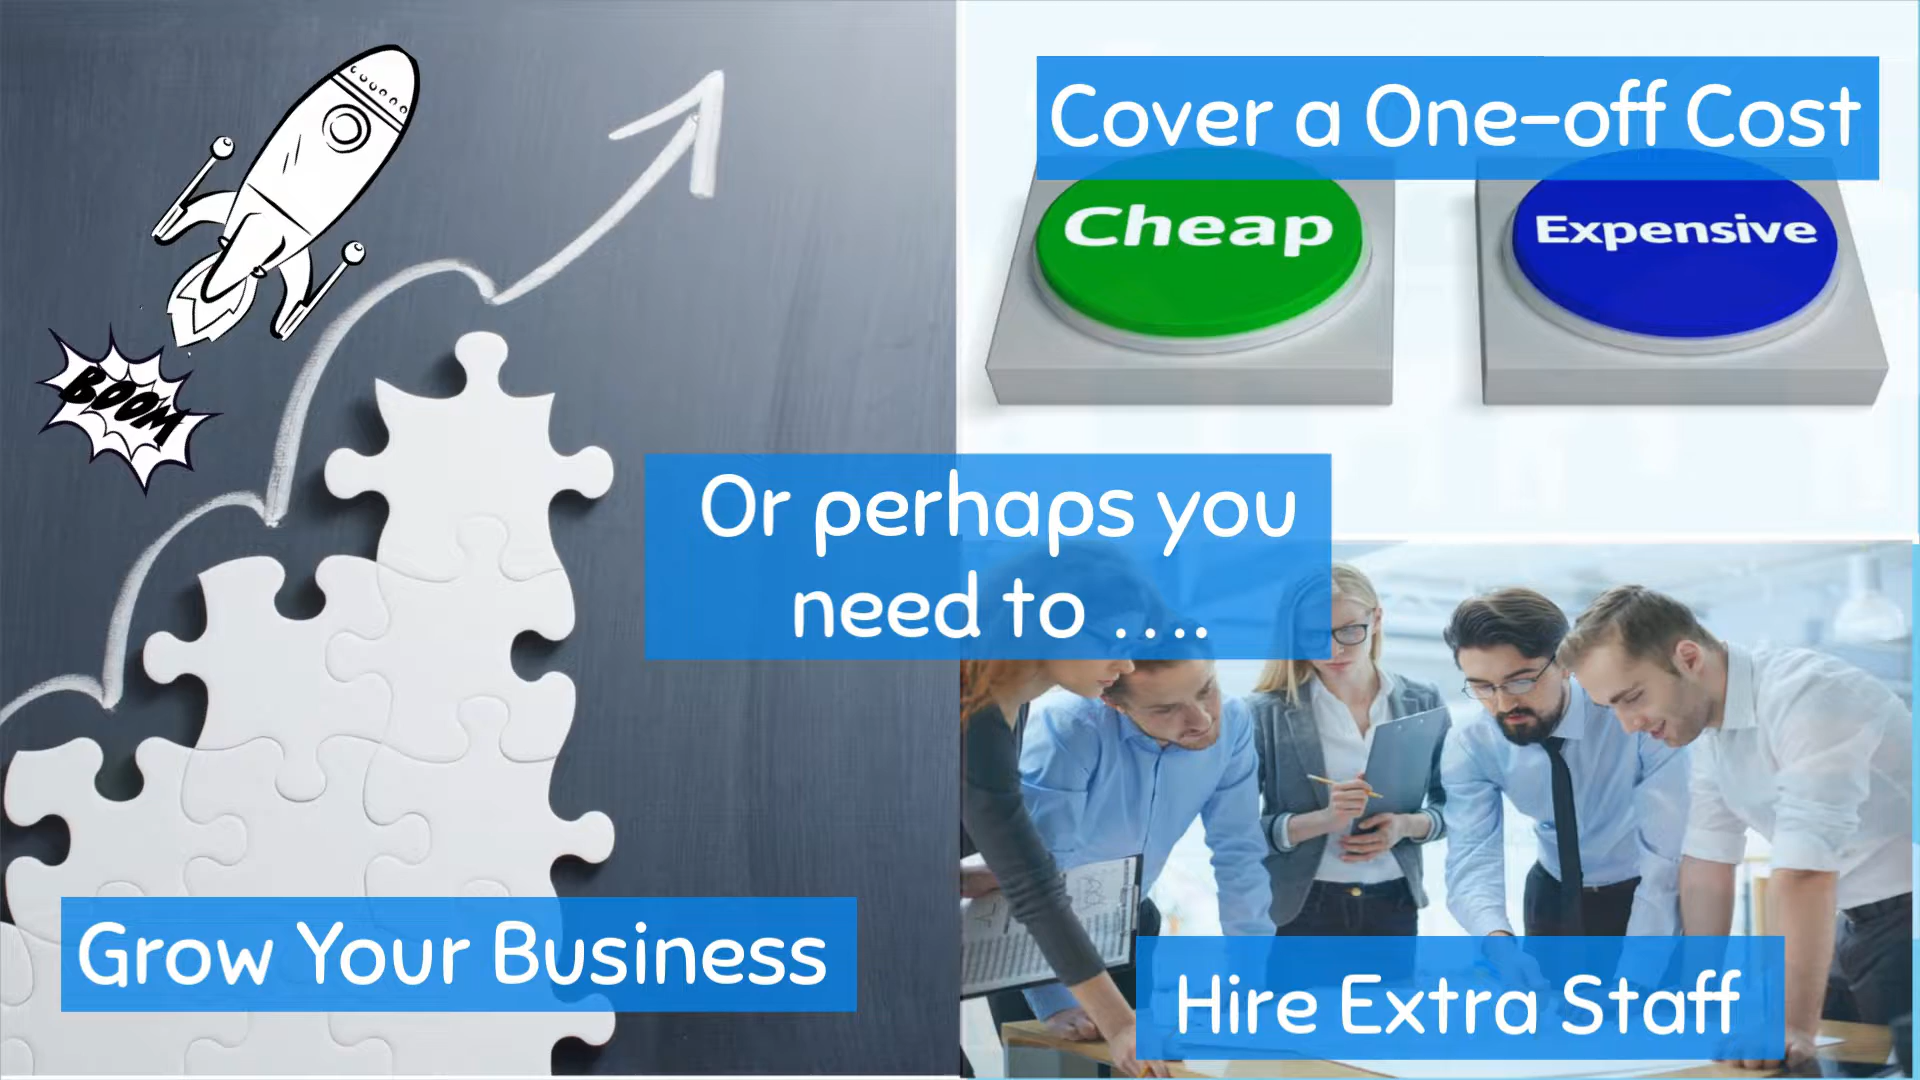 Cover a One-off Cost
Cheap
Expensive
BOOM
Or perhaps you
need to ....
Grow Your Business
Hire Extra Staff